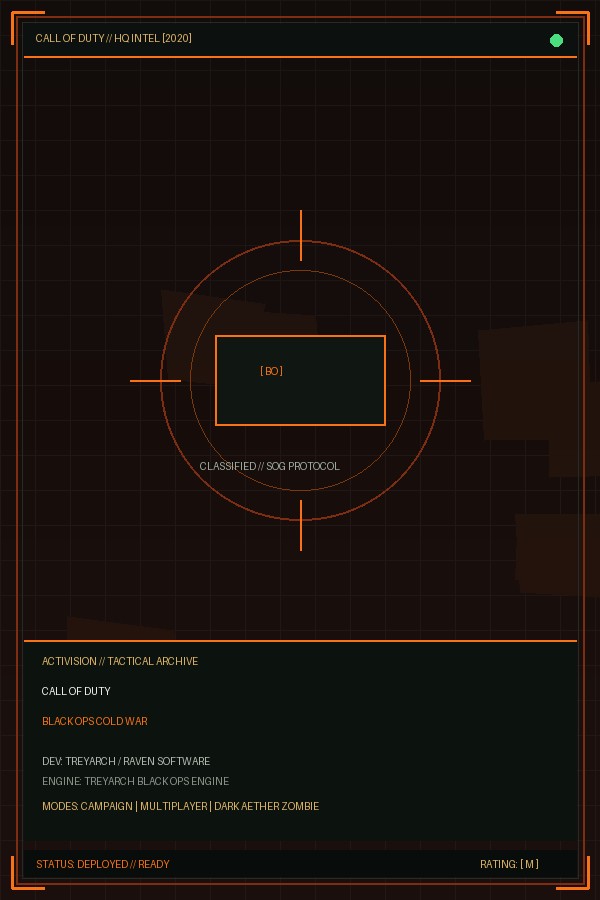 CALL OF DUTY // HQ INTEL [2020]
[ BO ]
CLASSIFIED // SOG PROTOCOL
ACTIVISION // TACTICAL ARCHIVE
CALL OF DUTY
BLACK OPS COLD WAR
DEV: TREYARCH / RAVEN SOFTWARE
ENGINE: TREYARCH BLACK OPS ENGINE
MODES: CAMPAIGN | MULTIPLAYER | DARK AETHER ZOMBIE
STATUS: DEPLOYED // READY
RATING: [ M ]